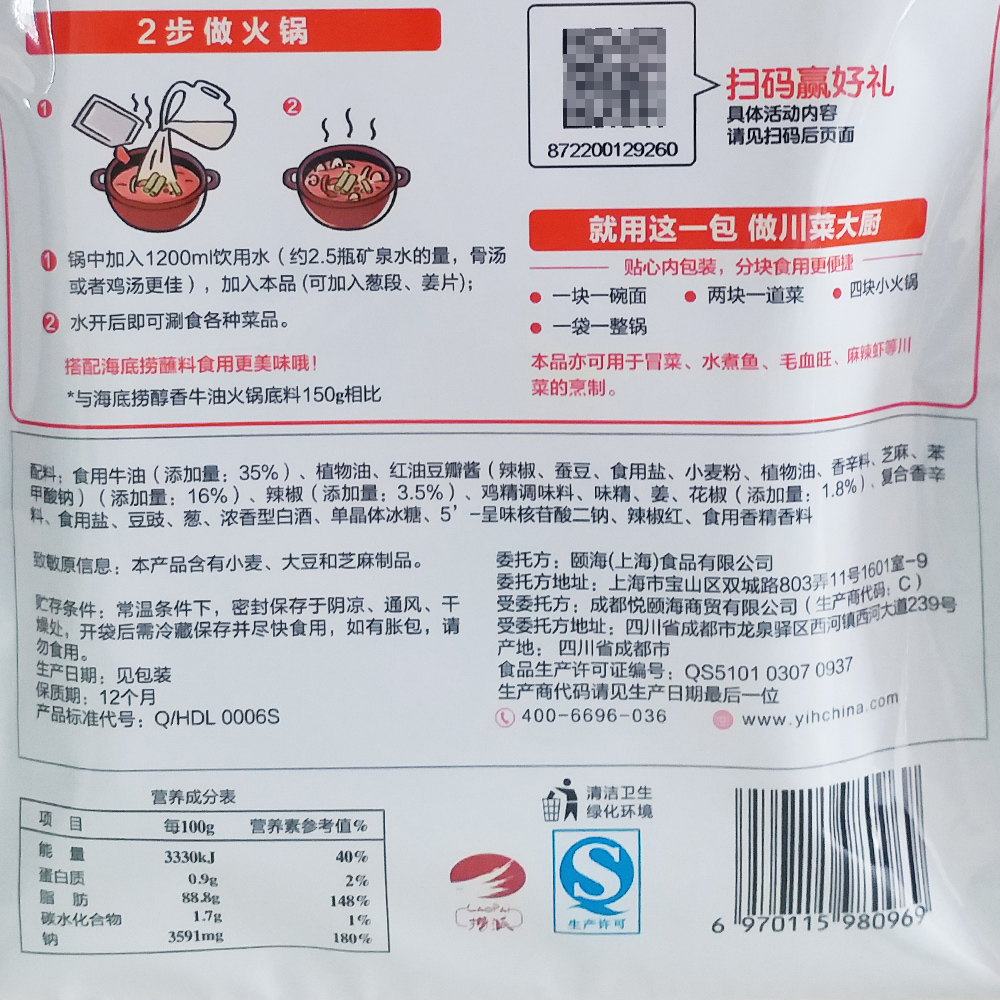 2步做火锅
1
2
1 锅中加入1200ml饮用水（约2.5瓶矿泉水的量，骨汤
或者鸡汤更佳），加入本品(可加入葱段、姜片)；
2 水开后即可涮食各种菜品。
搭配海底捞蘸料食用更美味哦！
*与海底捞醇香牛油火锅底料150g相比
872200129260
扫码赢好礼
具体活动内容
请见扫码后页面
就用这一包 做川菜大厨
贴心内包装，分块食用更便捷
● 一块一碗面 ● 两块一道菜 ● 四块小火锅
● 一袋一整锅
本品亦可用于冒菜、水煮鱼、毛血旺、麻辣虾等川
菜的烹制。
配料：食用牛油（添加量：35%）、植物油、红油豆瓣酱（辣椒、蚕豆、食用盐、小麦粉、植物油、香辛料、芝麻、苯
甲酸钠）（添加量：16%）、辣椒（添加量：3.5%）、鸡精调味料、味精、姜、花椒（添加量：1.8%）、复合香辛
料、食用盐、豆豉、葱、浓香型白酒、单晶体冰糖、5’-呈味核苷酸二钠、辣椒红、食用香精香料
致敏原信息：本产品含有小麦、大豆和芝麻制品。
贮存条件：常温条件下，密封保存于阴凉、通风、干
燥处，开袋后需冷藏保存并尽快食用，如有胀包，请
勿食用。
生产日期：见包装
保质期：12个月
产品标准代号：Q/HDL 0006S
委托方：颐海(上海)食品有限公司
委托方地址：上海市宝山区双城路803弄11号1601室-9
受委托方：成都悦颐海商贸有限公司（生产商代码：C）
受委托方地址：四川省成都市龙泉驿区西河镇西河大道239号
产地：四川省成都市
食品生产许可证编号：QS5101 0307 0937
生产商代码请见生产日期最后一位
400-6696-036 www.yihchina.com
营养成分表
项 目 每100g 营养素参考值%
能 量 3330kJ 40%
蛋白质 0.9g 2%
脂 肪 88.8g 148%
碳水化合物 1.7g 1%
钠 3591mg 180%
清洁卫生
绿化环境
LaoPai
捞派
生产许可
6 970115 980969